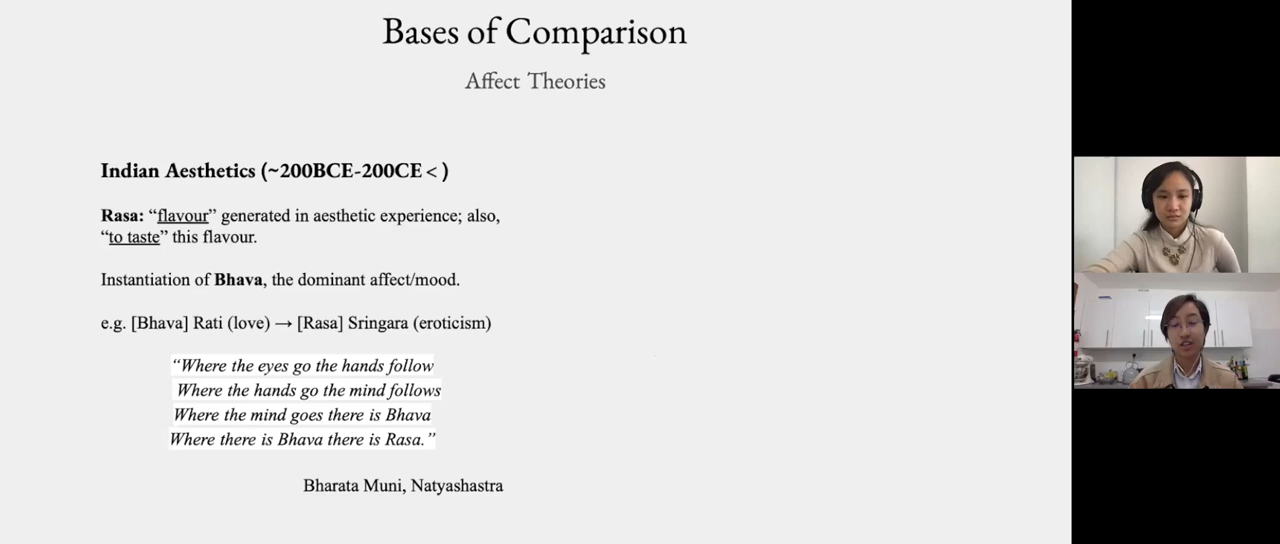 Bases of Comparison
Affect Theories
Indian Aesthetics (~200BCE-200CE < )
Rasa: “flavour” generated in aesthetic experience; also,
“to taste” this flavour.
Instantiation of Bhava, the dominant affect/mood.
e.g. [Bhava] Rati (love) → [Rasa] Sringara (eroticism)
“Where the eyes go the hands follow
Where the hands go the mind follows
Where the mind goes there is Bhava
Where there is Bhava there is Rasa.”
Bharata Muni, Natyashastra